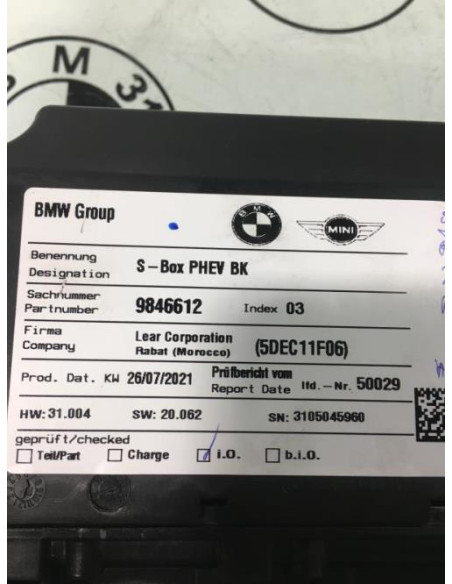 M 31
BMW Group
BMW
MINI
Benennung
Designation S-Box PHEV BK
Sachnummer
Partnumber 9846612 Index 03
Firma
Company Lear Corporation
Rabat (Morocco) (5DEC11F06)
Prod. Dat. KW 26/07/2021 Prüfbericht vom
Report Date lfd.-Nr. 50029
HW:31.004 SW: 20.062 SN: 3105045960
geprüft/checked
Teil/Part Charge i.O. b.i.O.